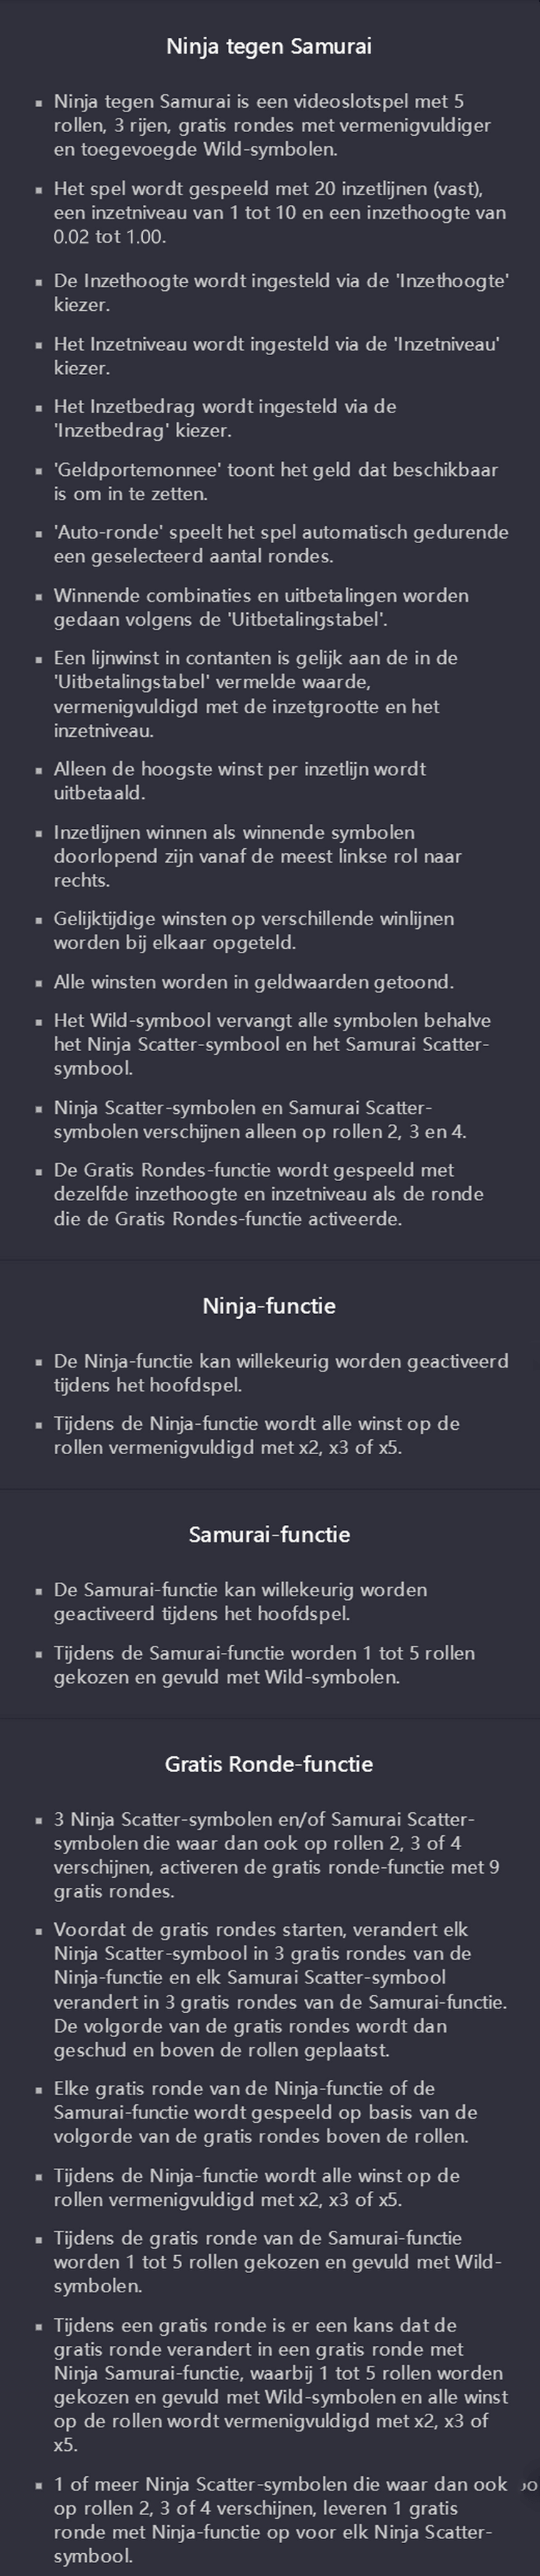 Ninja tegen Samurai
▪ Ninja tegen Samurai is een videoslotspel met 5
rollen, 3 rijen, gratis rondes met vermenigvuldiger
en toegevoegde Wild-symbolen.
▪ Het spel wordt gespeeld met 20 inzetlijnen (vast),
een inzetniveau van 1 tot 10 en een inzethoogte van
0.02 tot 1.00.
▪ De Inzethoogte wordt ingesteld via de 'Inzethoogte'
kiezer.
▪ Het Inzetniveau wordt ingesteld via de 'Inzetniveau'
kiezer.
▪ Het Inzetbedrag wordt ingesteld via de
'Inzetbedrag' kiezer.
▪ 'Geldportemonnee' toont het geld dat beschikbaar
is om in te zetten.
▪ 'Auto-ronde' speelt het spel automatisch gedurende
een geselecteerd aantal rondes.
▪ Winnende combinaties en uitbetalingen worden
gedaan volgens de 'Uitbetalingstabel'.
▪ Een lijnwinst in contanten is gelijk aan de in de
'Uitbetalingstabel' vermelde waarde,
vermenigvuldigd met de inzetgrootte en het
inzetniveau.
▪ Alleen de hoogste winst per inzetlijn wordt
uitbetaald.
▪ Inzetlijnen winnen als winnende symbolen
doorlopend zijn vanaf de meest linkse rol naar
rechts.
▪ Gelijktijdige winsten op verschillende winlijnen
worden bij elkaar opgeteld.
▪ Alle winsten worden in geldwaarden getoond.
▪ Het Wild-symbool vervangt alle symbolen behalve
het Ninja Scatter-symbool en het Samurai Scatter-
symbool.
▪ Ninja Scatter-symbolen en Samurai Scatter-
symbolen verschijnen alleen op rollen 2, 3 en 4.
▪ De Gratis Rondes-functie wordt gespeeld met
dezelfde inzethoogte en inzetniveau als de ronde
die de Gratis Rondes-functie activeerde.
Ninja-functie
▪ De Ninja-functie kan willekeurig worden geactiveerd
tijdens het hoofdspel.
▪ Tijdens de Ninja-functie wordt alle winst op de
rollen vermenigvuldigd met x2, x3 of x5.
Samurai-functie
▪ De Samurai-functie kan willekeurig worden
geactiveerd tijdens het hoofdspel.
▪ Tijdens de Samurai-functie worden 1 tot 5 rollen
gekozen en gevuld met Wild-symbolen.
Gratis Ronde-functie
▪ 3 Ninja Scatter-symbolen en/of Samurai Scatter-
symbolen die waar dan ook op rollen 2, 3 of 4
verschijnen, activeren de gratis ronde-functie met 9
gratis rondes.
▪ Voordat de gratis rondes starten, verandert elk
Ninja Scatter-symbool in 3 gratis rondes van de
Ninja-functie en elk Samurai Scatter-symbool
verandert in 3 gratis rondes van de Samurai-functie.
De volgorde van de gratis rondes wordt dan
geschud en boven de rollen geplaatst.
▪ Elke gratis ronde van de Ninja-functie of de
Samurai-functie wordt gespeeld op basis van de
volgorde van de gratis rondes boven de rollen.
▪ Tijdens de Ninja-functie wordt alle winst op de
rollen vermenigvuldigd met x2, x3 of x5.
▪ Tijdens de gratis ronde van de Samurai-functie
worden 1 tot 5 rollen gekozen en gevuld met Wild-
symbolen.
▪ Tijdens een gratis ronde is er een kans dat de
gratis ronde verandert in een gratis ronde met
Ninja Samurai-functie, waarbij 1 tot 5 rollen worden
gekozen en gevuld met Wild-symbolen en alle winst
op de rollen wordt vermenigvuldigd met x2, x3 of
x5.
▪ 1 of meer Ninja Scatter-symbolen die waar dan ook
op rollen 2, 3 of 4 verschijnen, leveren 1 gratis
ronde met Ninja-functie op voor elk Ninja Scatter-
symbool.